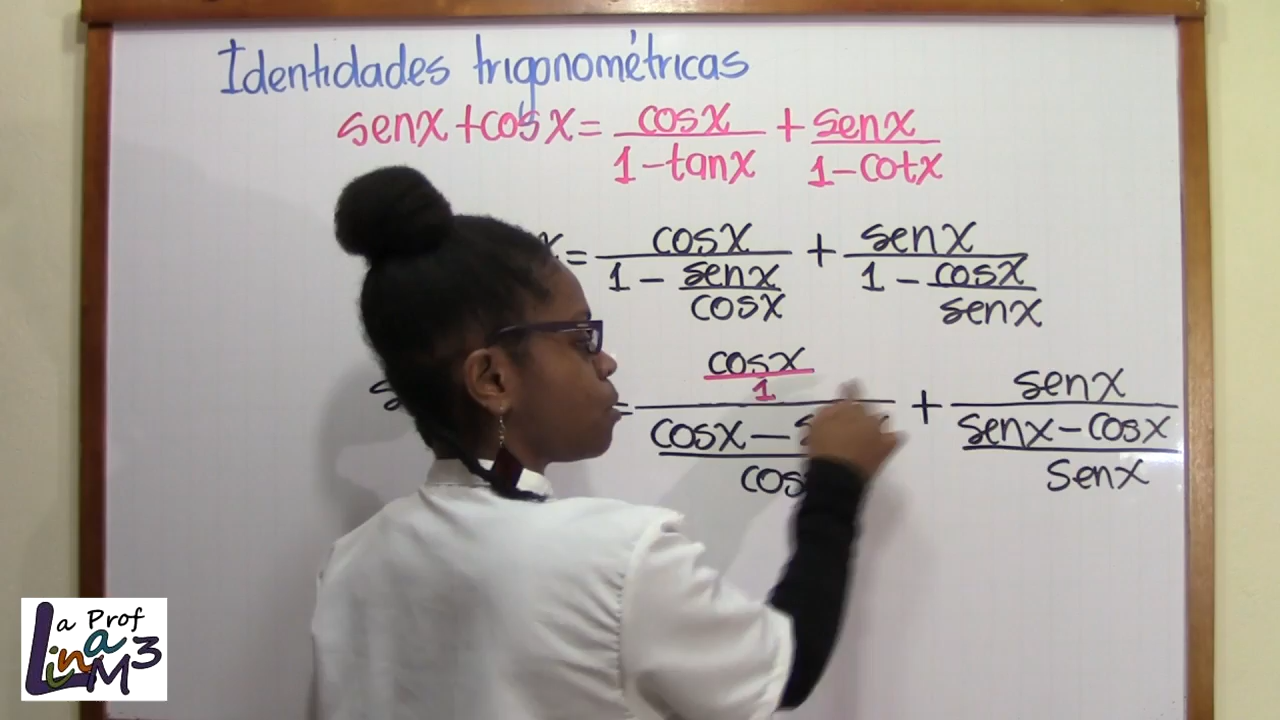 Identidades trigonométricas
senx + cosx = cosx/1-tanx + senx/1-cotx
x = cosx/1 - senx/cosx + senx/1 - cosx/senx
= cosx/1 / cosx - / + senx / senx - cosx/senx
La Prof Lina M3